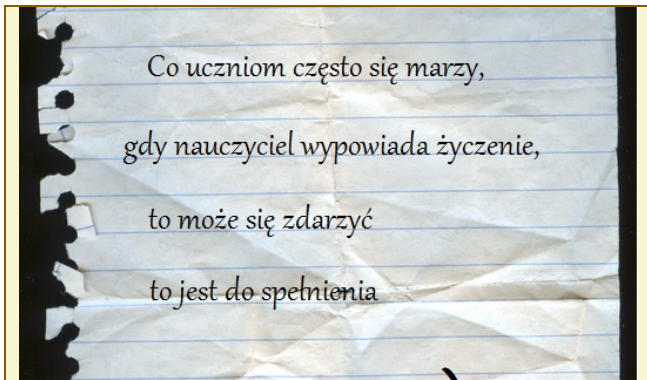 Co uczniom często się marzy,
gdy nauczyciel wypowiada życzenie,
to może się zdarzyć
to jest do spełnienia